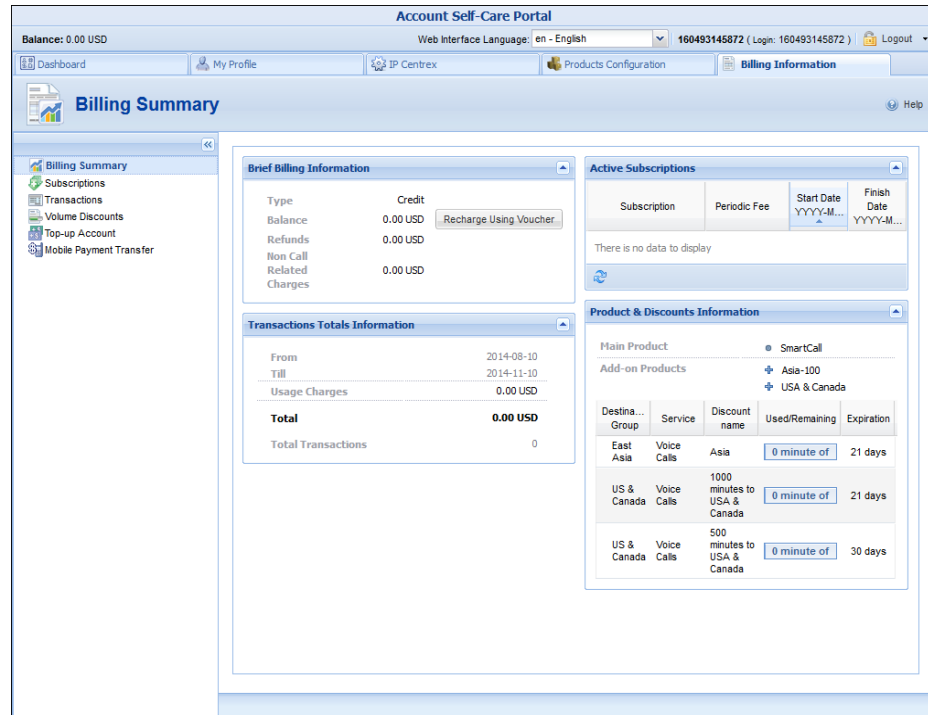 Account Self-Care Portal
Balance: 0.00 USD
Web Interface Language: en - English
160493145872 ( Login: 160493145872 )
Logout
Dashboard
My Profile
IP Centrex
Products Configuration
Billing Information
Billing Summary
Help
Billing Summary
Subscriptions
Transactions
Volume Discounts
Top-up Account
Mobile Payment Transfer
Brief Billing Information
Type Credit
Balance 0.00 USD Recharge Using Voucher
Refunds 0.00 USD
Non Call
Related 0.00 USD
Charges
Transactions Totals Information
From 2014-08-10
Till 2014-11-10
Usage Charges 0.00 USD
Total 0.00 USD
Total Transactions 0
Active Subscriptions
Subscription
Periodic Fee
Start Date
YYYY-M...
Finish
Date
YYYY-M...
There is no data to display
Product & Discounts Information
Main Product SmartCall
Add-on Products Asia-100
USA & Canada
Destina...
Group
Service
Discount
name
Used/Remaining
Expiration
East
Asia
Voice
Calls
Asia
0 minute of
21 days
US &
Canada
Voice
Calls
1000
minutes to
USA &
Canada
0 minute of
21 days
US &
Canada
Voice
Calls
500
minutes to
USA &
Canada
0 minute of
30 days